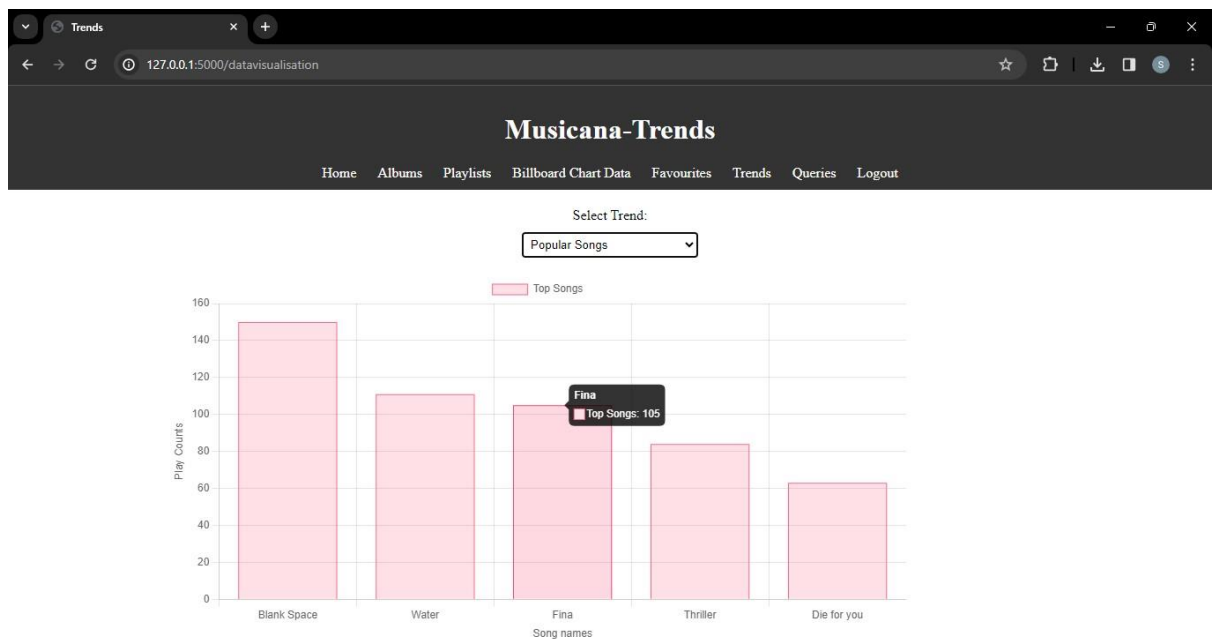 Trends
127.0.0.1:5000/datavisualisation
S
Musicana-Trends
Home Albums Playlists Billboard Chart Data Favourites Trends Queries Logout
Select Trend:
Popular Songs
Top Songs
160
140
120
100
80
60
40
20
0
Play Counts
Fina
Top Songs: 105
Blank Space Water Fina Thriller Die for you
Song names